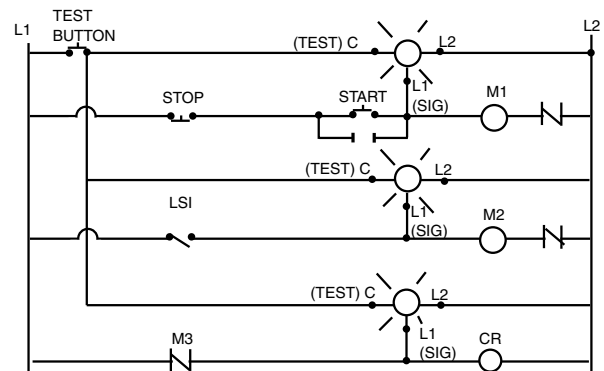 TEST
BUTTON
L1
L2
(TEST) C
L2
L1
(SIG)
STOP
START
M1
(TEST) C
L2
L1
(SIG)
LSI
M2
(TEST) C
L2
L1
(SIG)
M3
CR